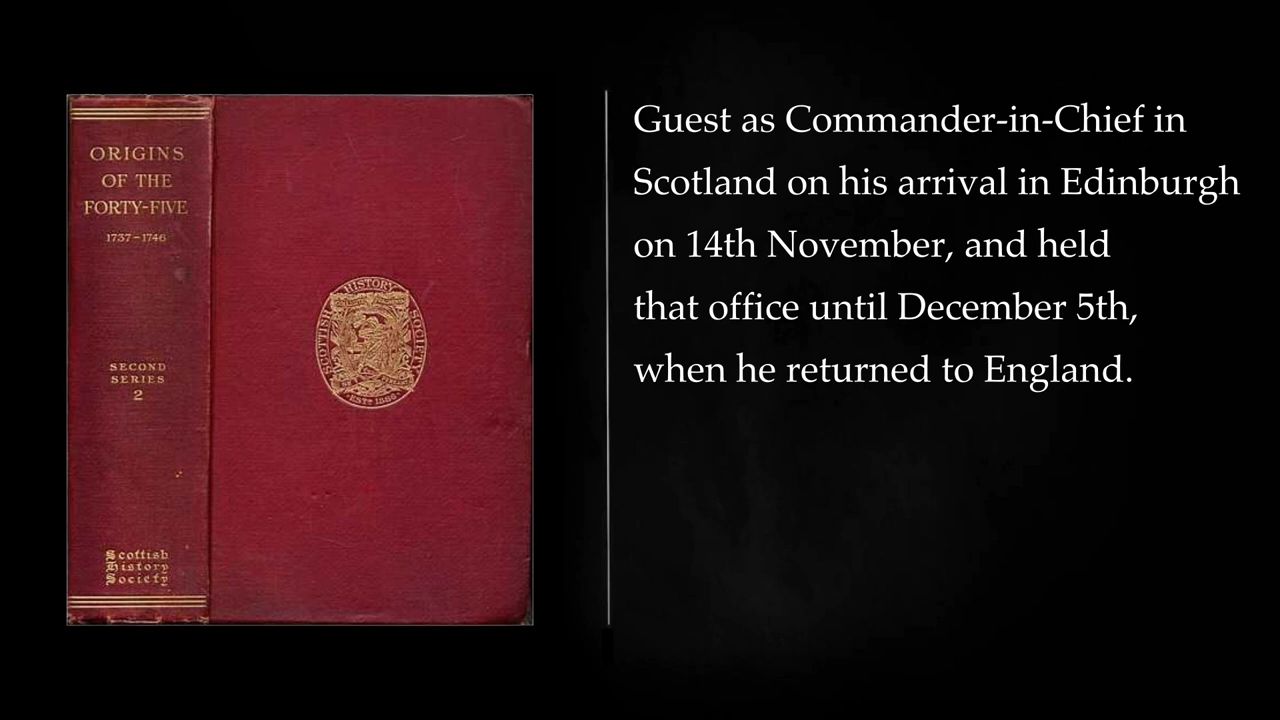 ORIGINS
OF THE
FORTY-FIVE
1737-1746
SECOND
SERIES
2
Scottish
History
Society
SCOTTISH HISTORY SOCIETY
·ESTD 1886·
Guest as Commander-in-Chief in
Scotland on his arrival in Edinburgh
on 14th November, and held
that office until December 5th,
when he returned to England.